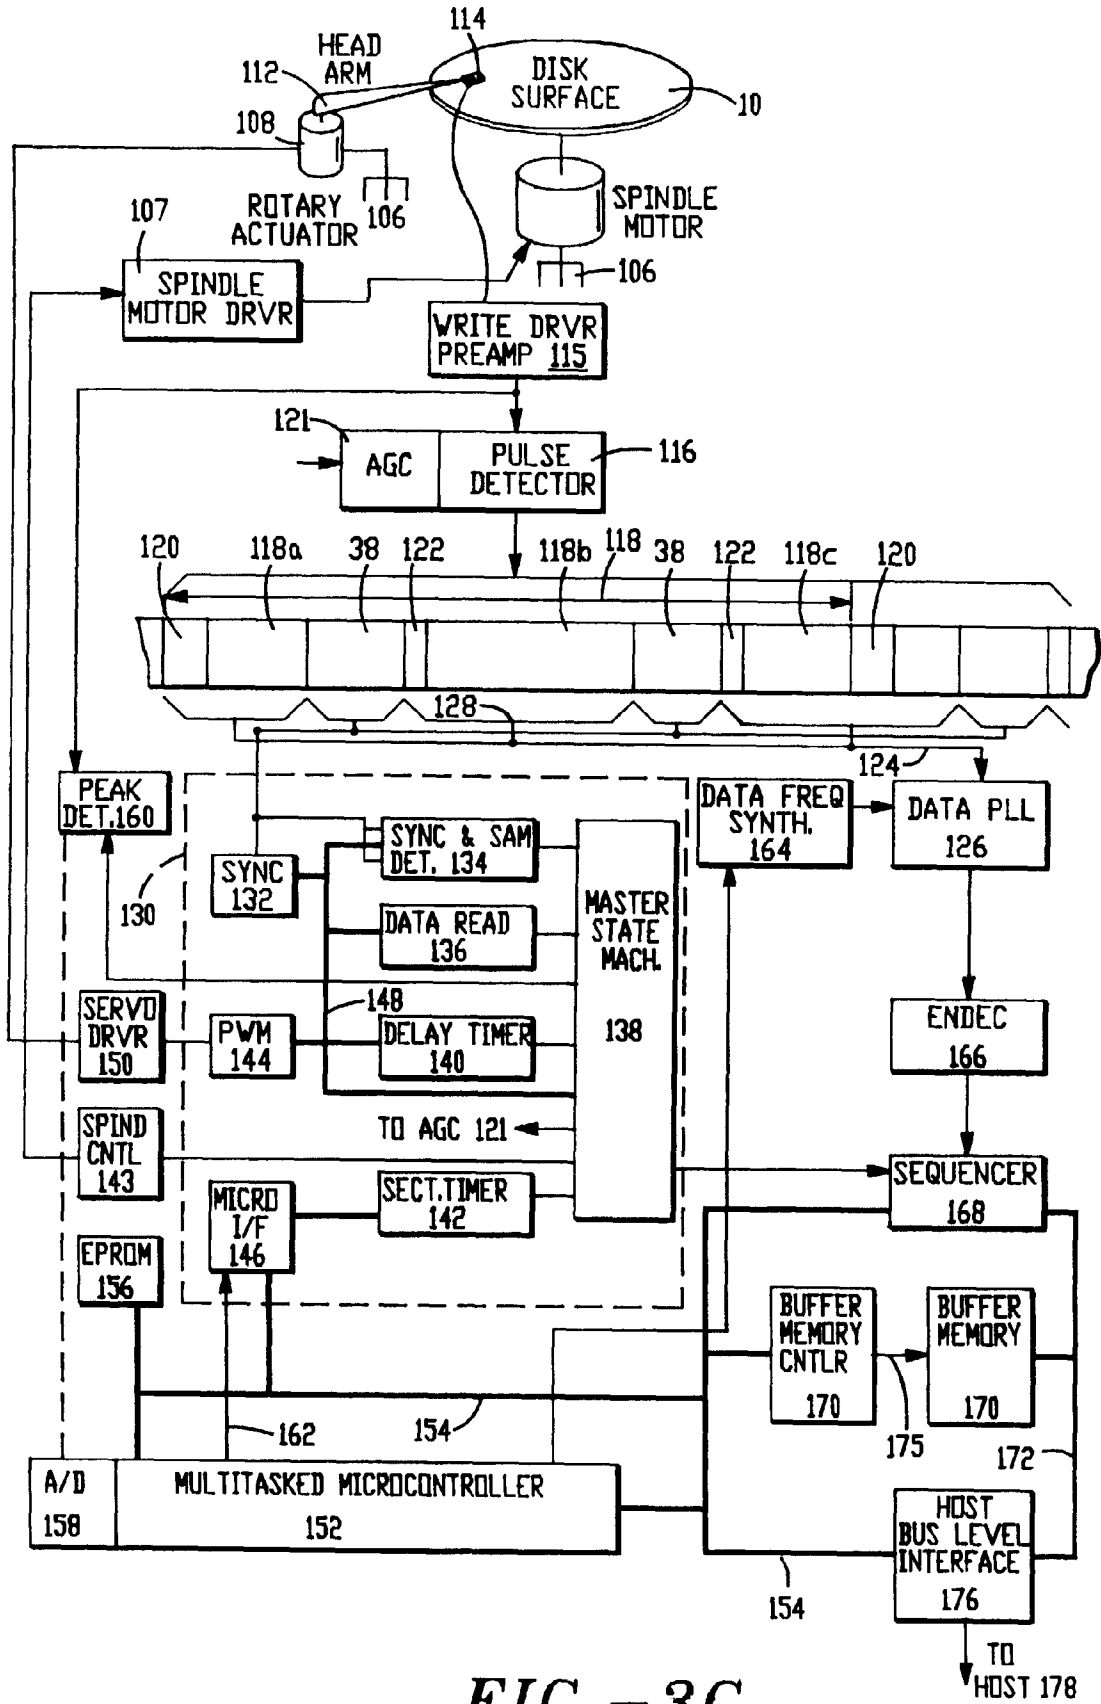 114
HEAD
ARM
112
DISK
SURFACE
10
108
106
ROTARY
ACTUATOR
SPINDLE
MOTOR
107
106
SPINDLE
MOTOR DRVR
WRITE DRVR
PREAMP 115
121
AGC
PULSE
DETECTOR
116
120
118a
38
122
118b
118
38
122
118c
120
128
124
PEAK
DET.160
130
SYNC
132
SYNC & SAM
DET. 134
DATA READ
136
MASTER
STATE
MACH.
138
DATA FREQ
SYNTH.
164
DATA PLL
126
148
SERVO
DRVR
150
PWM
144
DELAY TIMER
140
ENDEC
166
TO AGC 121
SPIND
CNTL
143
MICRO
I/F
146
SECT.TIMER
142
SEQUENCER
168
EPROM
156
BUFFER
MEMORY
CNTLR
170
BUFFER
MEMORY
170
175
172
162
154
A/D
158
MULTITASKED MICROCONTROLLER
152
HOST
BUS LEVEL
INTERFACE
176
154
TO
HOST 178
FIG.-3C